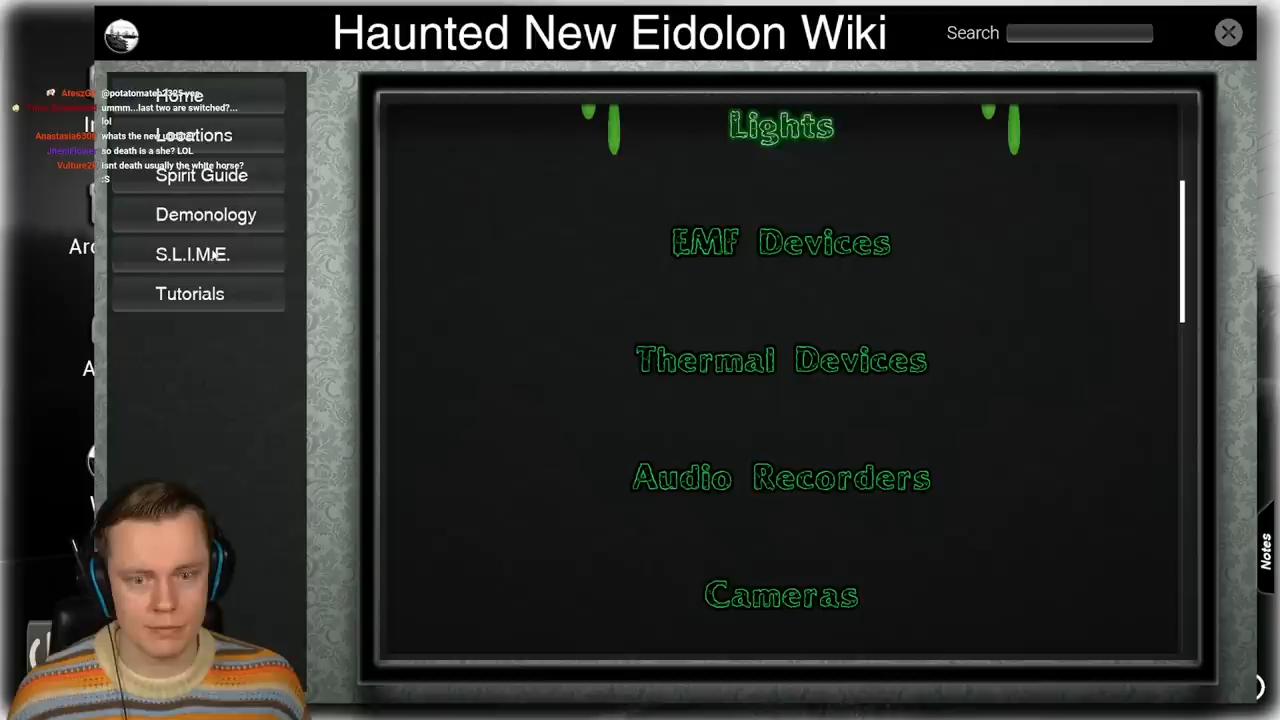 Haunted New Eidolon Wiki
Search
Home
Locations
Spirit Guide
Demonology
S.L.I.M.E.
Tutorials
ummm...last two are switched?...
lol
Anastasia630 whats the new
so death is a she? LOL
isnt death usually the white horse?
:S
Lights
EMF Devices
Thermal Devices
Audio Recorders
Cameras
Notes